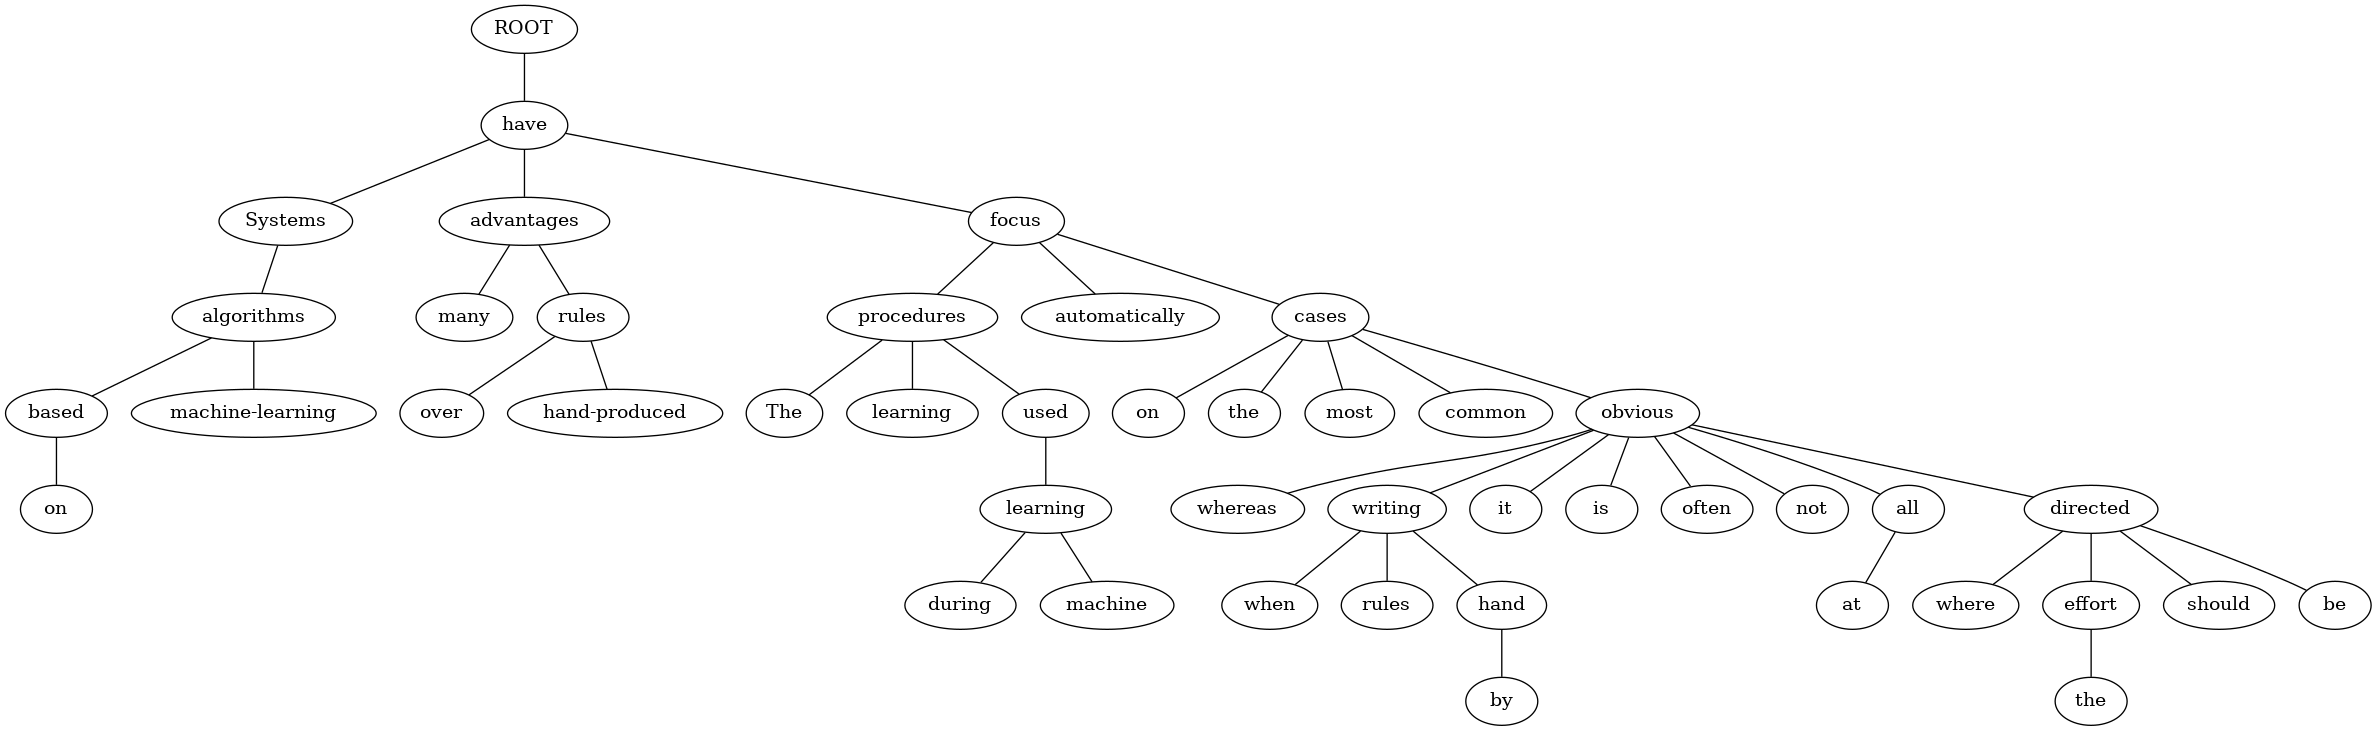 ROOT
have
Systems advantages focus
algorithms many rules procedures automatically cases
based machine-learning over hand-produced The learning used on the most common obvious
on learning whereas writing it is often not all directed
during machine when rules hand at where effort should be
by the